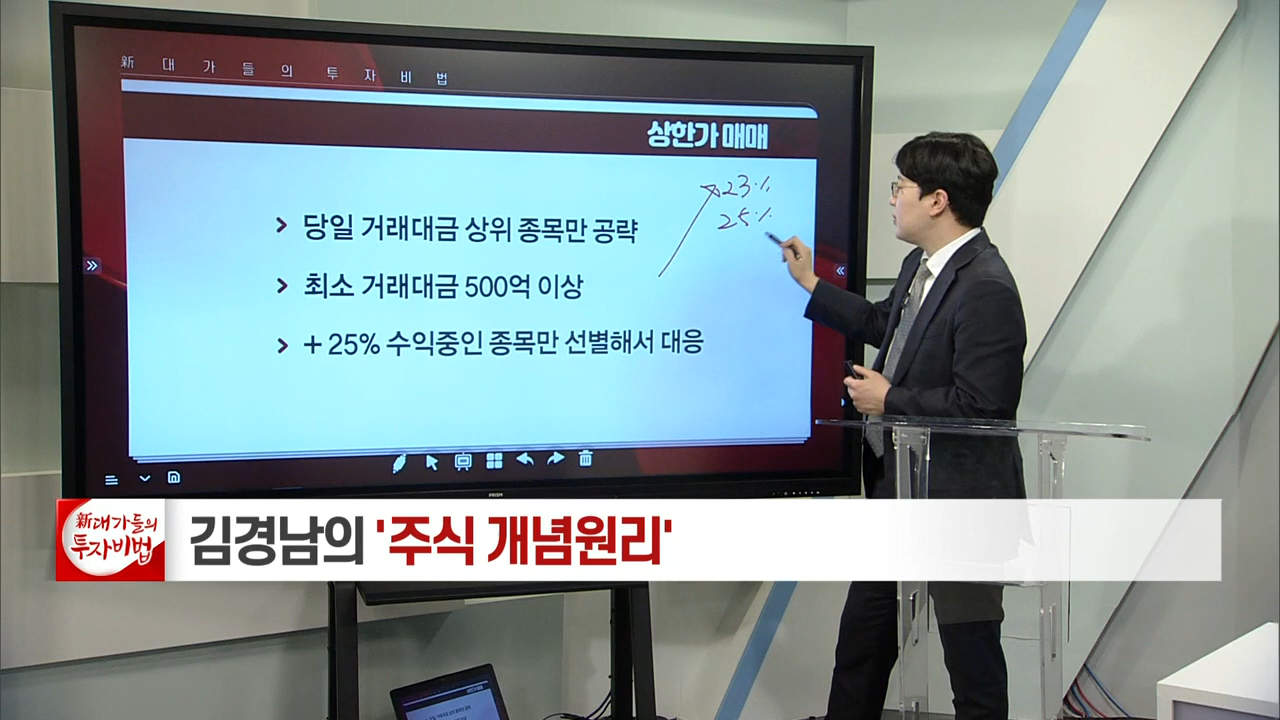 新 대 가 들 의 투 자 비 법
상한가 매매
23%
25%
> 당일 거래대금 상위 종목만 공략
> 최소 거래대금 500억 이상
> + 25% 수익중인 종목만 선별해서 대응
PRISM
新대가들의
투자비법
김경남의 '주식 개념원리'